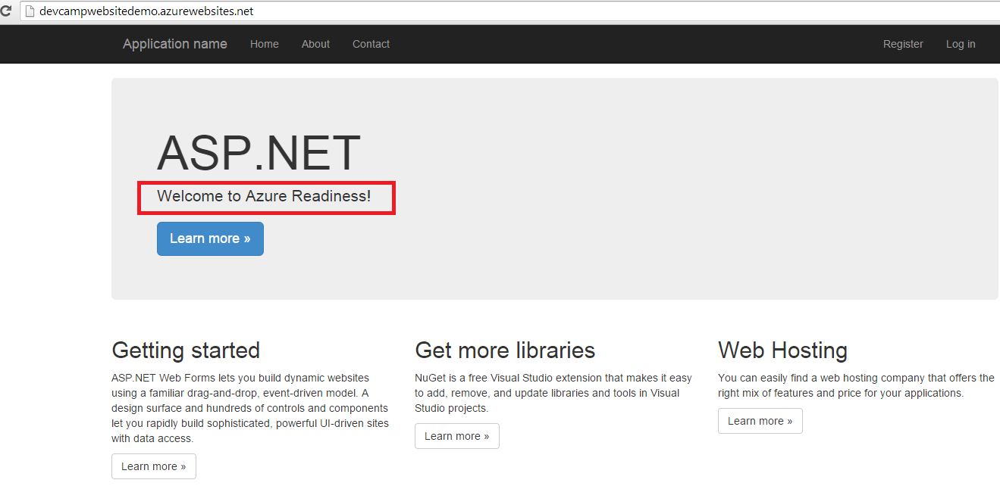 devcampwebsitedemo.azurewebsites.net
Application name Home About Contact Register Log in
ASP.NET
Welcome to Azure Readiness!
Learn more »
Getting started
ASP.NET Web Forms lets you build dynamic websites
using a familiar drag-and-drop, event-driven model. A
design surface and hundreds of controls and components
let you rapidly build sophisticated, powerful UI-driven sites
with data access.
Learn more »
Get more libraries
NuGet is a free Visual Studio extension that makes it easy
to add, remove, and update libraries and tools in Visual
Studio projects.
Learn more »
Web Hosting
You can easily find a web hosting company that offers the
right mix of features and price for your applications.
Learn more »